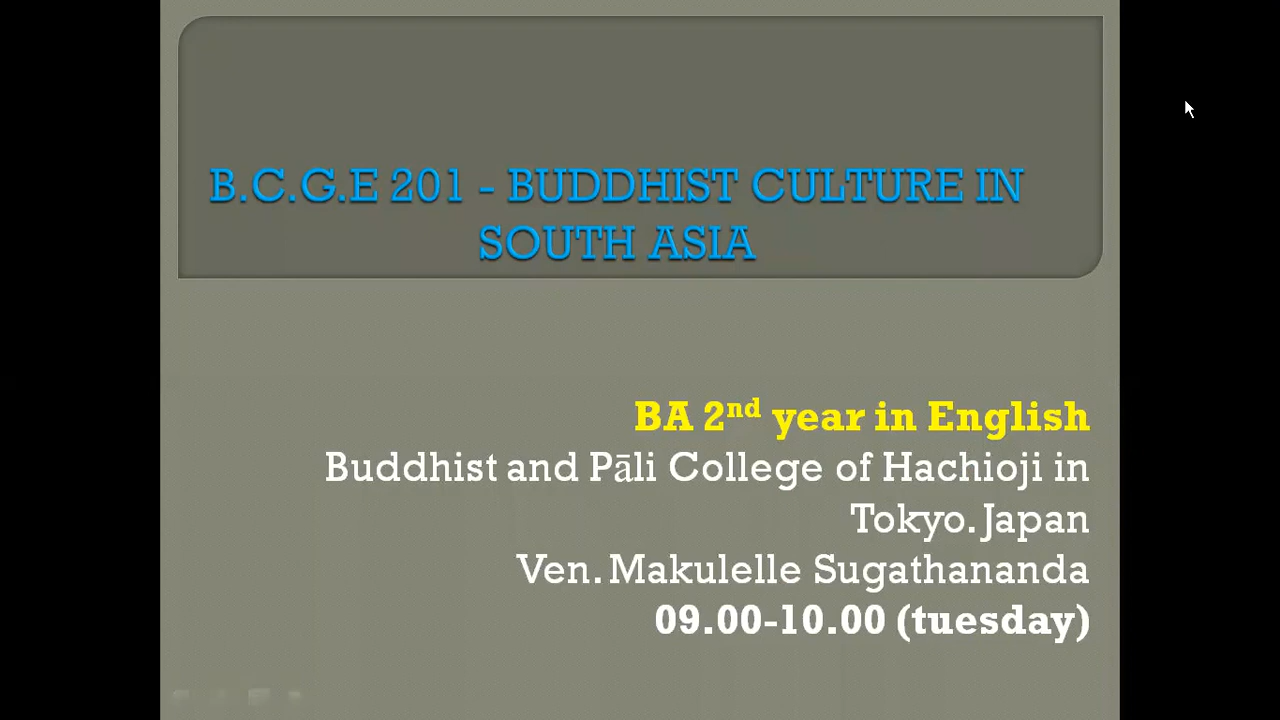 B.C.G.E 201 - BUDDHIST CULTURE IN
SOUTH ASIA
BA 2nd year in English
Buddhist and Pāli College of Hachioji in
Tokyo. Japan
Ven. Makulelle Sugathananda
09.00-10.00 (tuesday)